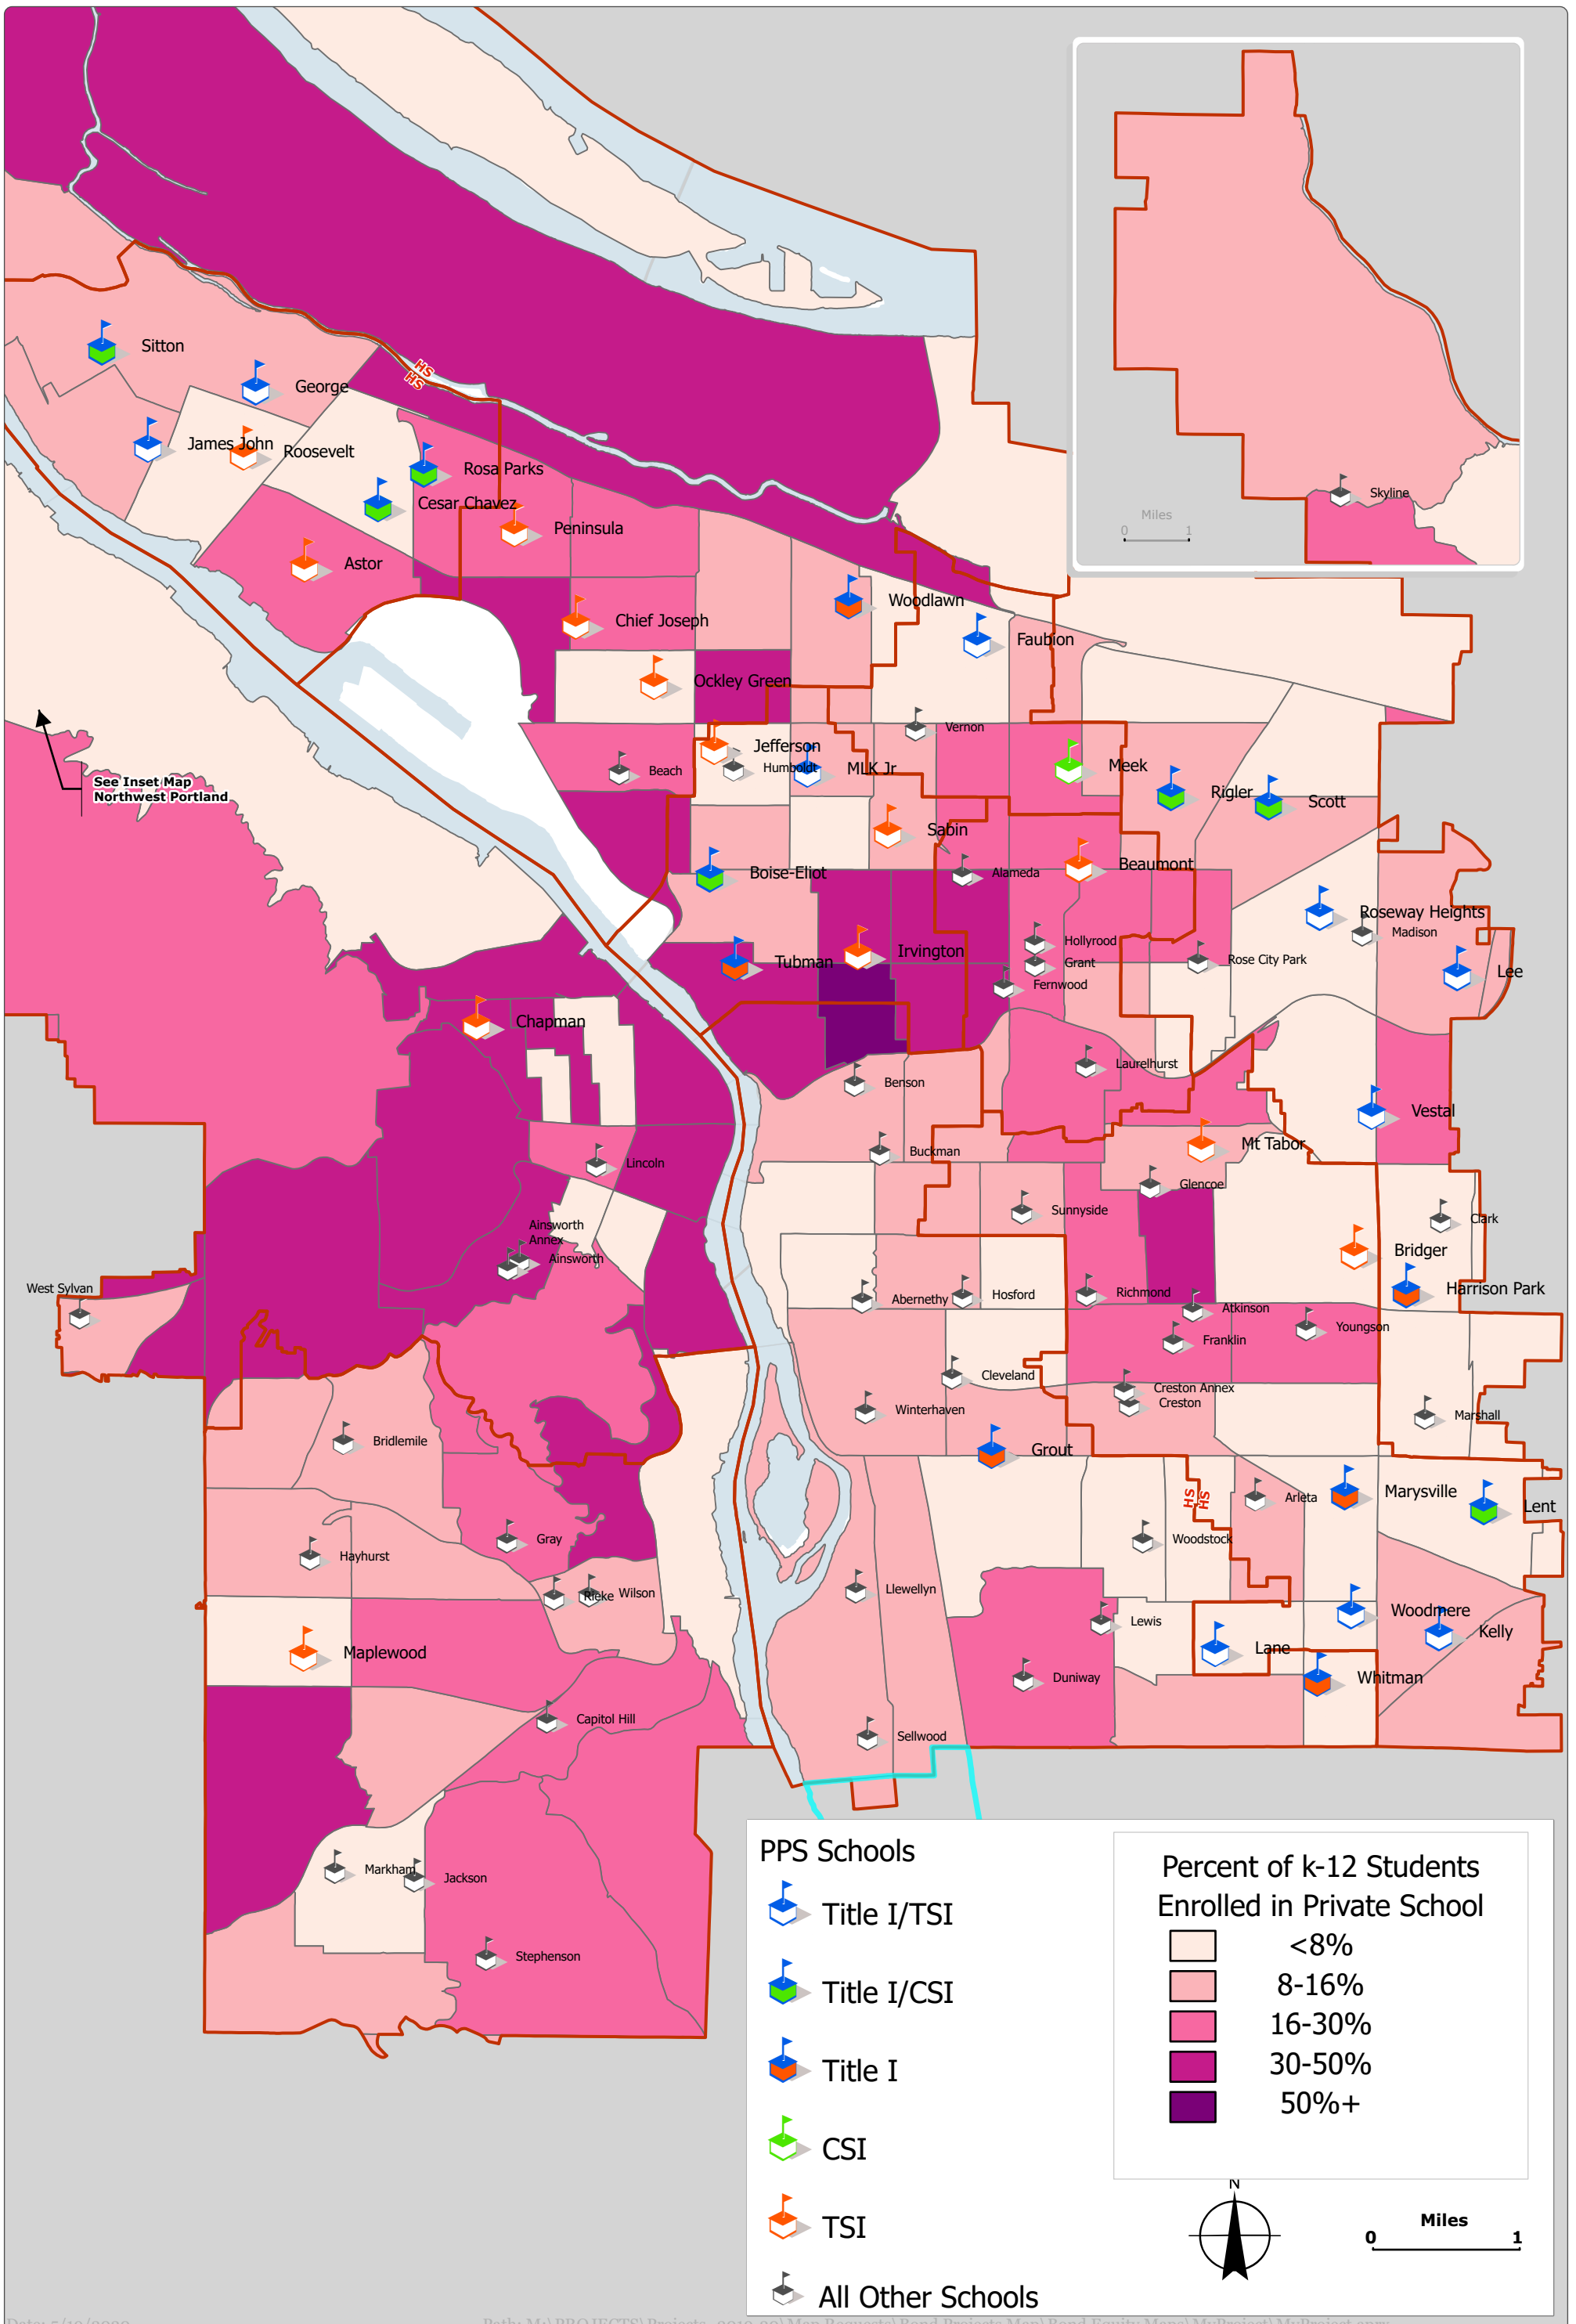 Skyline
Miles
0 1
Sitton
George
HS
HS
James John
Roosevelt
Rosa Parks
Cesar Chavez
Peninsula
Astor
Woodlawn
Chief Joseph
Faubion
Ockley Green
Vernon
Jefferson
Humboldt
MLK Jr
Meek
Beach
See Inset Map
Northwest Portland
Rigler
Scott
Sabin
Beaumont
Boise-Eliot
Alameda
Roseway Heights
Madison
Hollyrood
Irvington
Tubman
Grant
Rose City Park
Lee
Fernwood
Chapman
Laurelhurst
Benson
Vestal
Mt Tabor
Buckman
Lincoln
Glencoe
Sunnyside
Clark
Ainsworth
Annex
Ainsworth
Bridger
West Sylvan
Harrison Park
Abernethy
Hosford
Richmond
Atkinson
Youngson
Franklin
Cleveland
Creston Annex
Creston
Winterhaven
Marshall
Bridlemile
Grout
HS
HS
Arleta
Marysville
Lent
Gray
Woodstock
Hayhurst
Rieke
Wilson
Llewellyn
Woodmere
Lewis
Kelly
Lane
Maplewood
Duniway
Whitman
Capitol Hill
Sellwood
Markham
Jackson
Stephenson
PPS Schools
Title I/TSI
Title I/CSI
Title I
CSI
TSI
All Other Schools
Percent of k-12 Students
Enrolled in Private School
<8%
8-16%
16-30%
30-50%
50%+
N
Miles
0 1